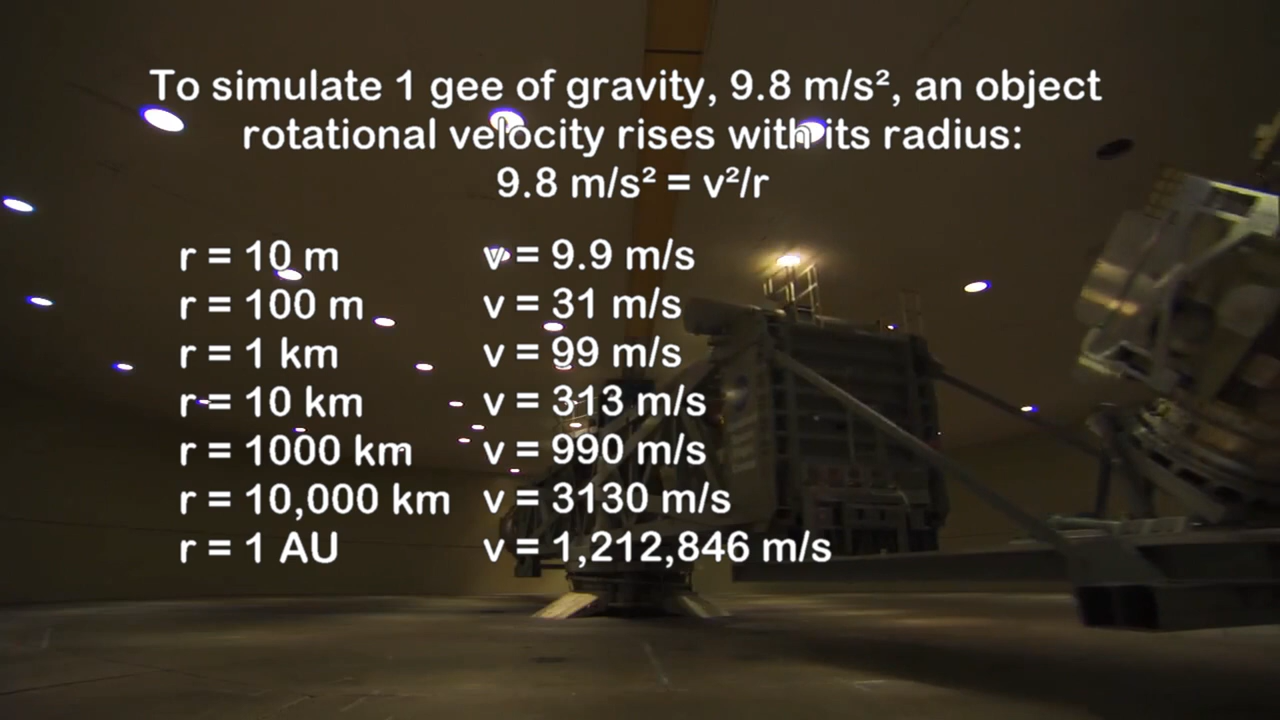 To simulate 1 gee of gravity, 9.8 m/s², an object
rotational velocity rises with its radius:
9.8 m/s² = v²/r
r = 10 m v = 9.9 m/s
r = 100 m v = 31 m/s
r = 1 km v = 99 m/s
r = 10 km v = 313 m/s
r = 1000 km v = 990 m/s
r = 10,000 km v = 3130 m/s
r = 1 AU v = 1,212,846 m/s